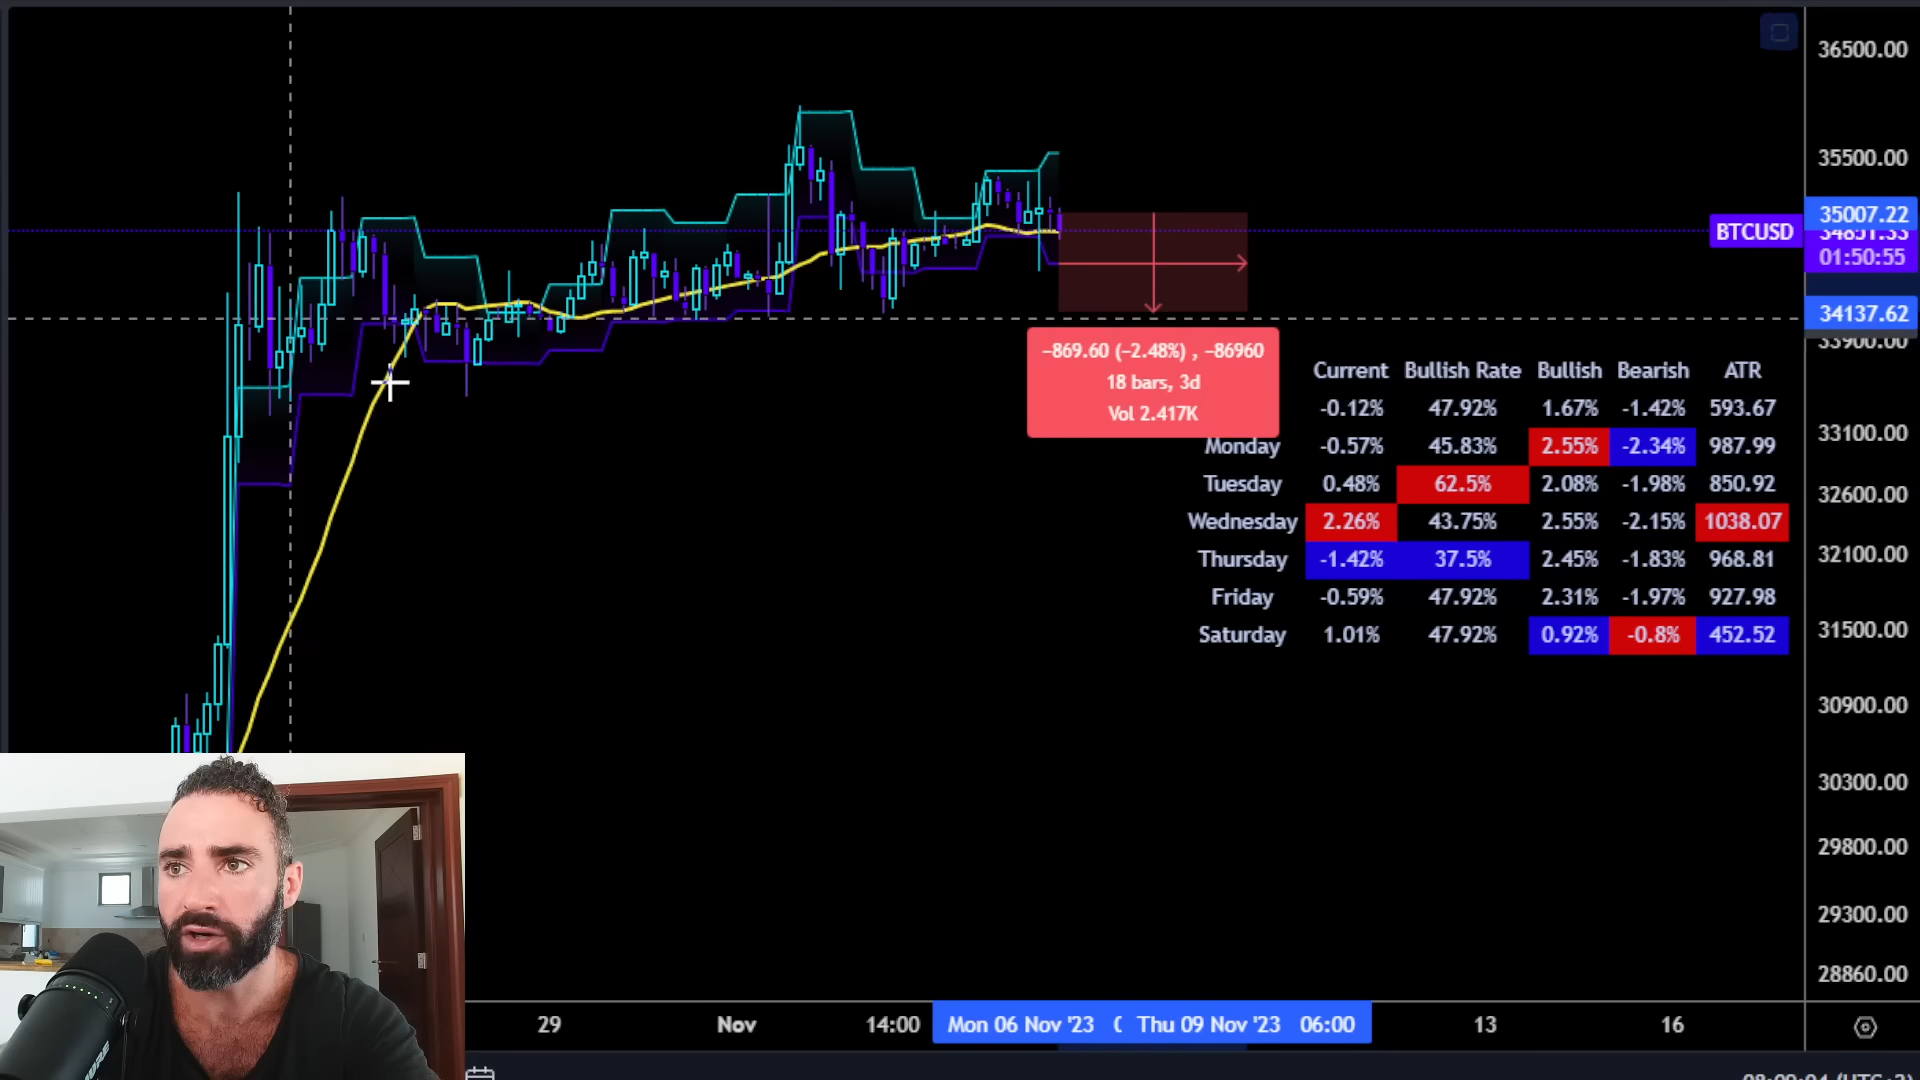 36500.00
35500.00
35007.22
BTCUSD
34851.33
01:50:55
34137.62
33900.00
33100.00
32600.00
32100.00
31500.00
30900.00
30300.00
29800.00
29300.00
28860.00
−869.60 (−2.48%) , −86960
18 bars, 3d
Vol 2.417K
Current Bullish Rate Bullish Bearish ATR
-0.12% 47.92% 1.67% -1.42% 593.67
Monday -0.57% 45.83% 2.55% -2.34% 987.99
Tuesday 0.48% 62.5% 2.08% -1.98% 850.92
Wednesday 2.26% 43.75% 2.55% -2.15% 1038.07
Thursday -1.42% 37.5% 2.45% -1.83% 968.81
Friday -0.59% 47.92% 2.31% -1.97% 927.98
Saturday 1.01% 47.92% 0.92% -0.8% 452.52
29 Nov 14:00 Mon 06 Nov '23 Thu 09 Nov '23 06:00 13 16